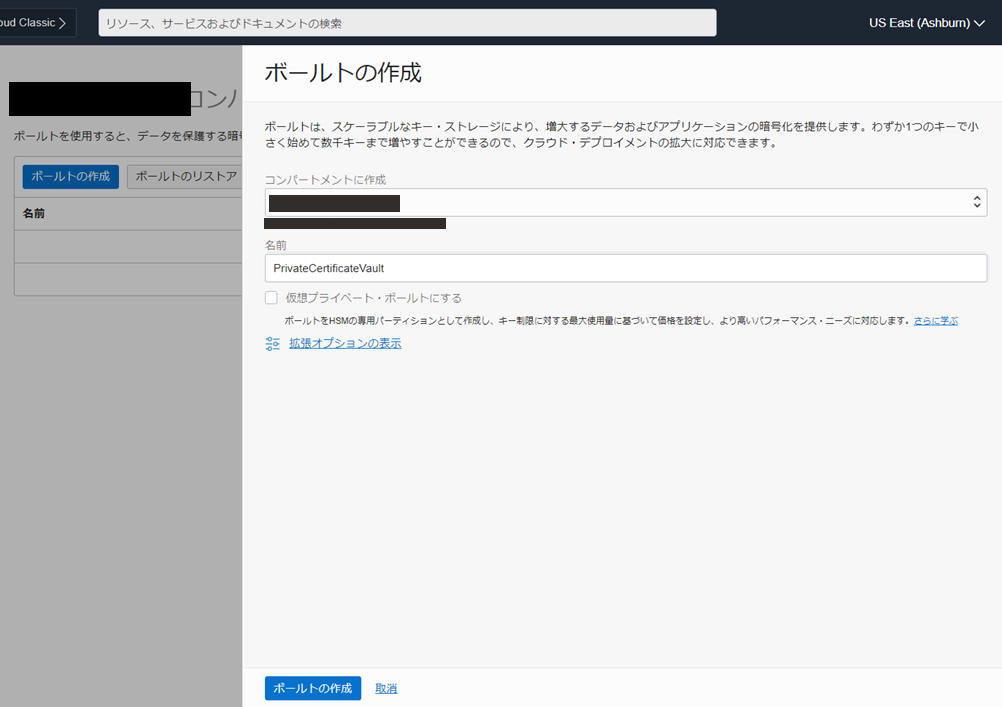 oud Classic
リソース、サービスおよびドキュメントの検索
US East (Ashburn)
コンパ
ボールトを使用すると、データを保護する暗号
ボールトの作成
ボールトのリストア
名前
ボールトの作成
ボールトは、スケーラブルなキー・ストレージにより、増大するデータおよびアプリケーションの暗号化を提供します。わずか1つのキーで小
さく始めて数千キーまで増やすことができるので、クラウド・デプロイメントの拡大に対応できます。
コンパートメントに作成
名前
PrivateCertificateVault
仮想プライベート・ボールトにする
ボールトをHSMの専用パーティションとして作成し、キー制限に対する最大使用量に基づいて価格を設定し、より高いパフォーマンス・ニーズに対応します。さらに学ぶ
拡張オプションの表示
ボールトの作成
取消